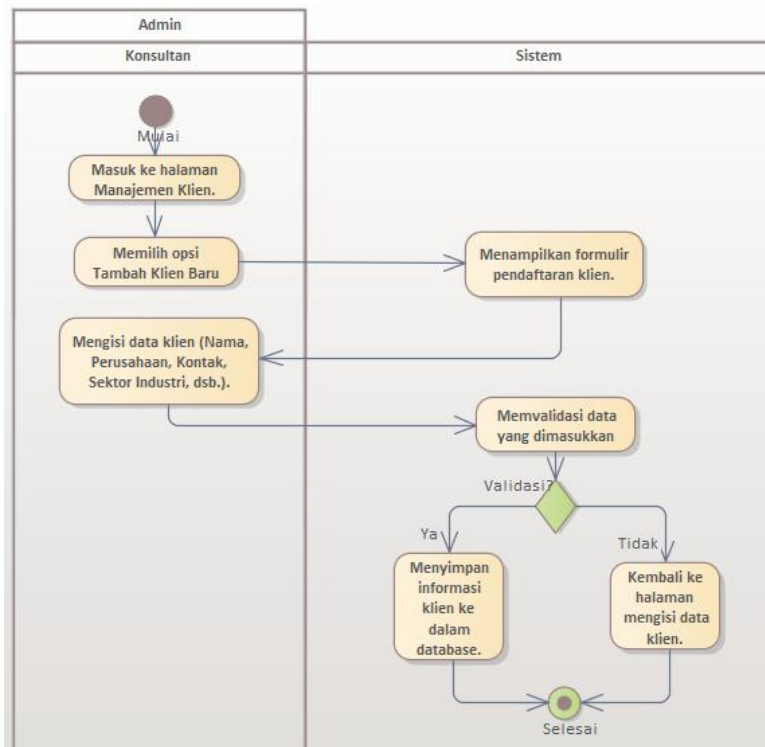 Admin
Konsultan
Sistem
Mulai
Masuk ke halaman
Manajemen Klien.
Memilih opsi
Tambah Klien Baru
Menampilkan formulir
pendaftaran klien.
Mengisi data klien (Nama,
Perusahaan, Kontak,
Sektor Industri, dsb.).
Memvalidasi data
yang dimasukkan
Validasi?
Ya
Tidak
Menyimpan
informasi
klien ke
dalam
database.
Kembali ke
halaman
mengisi data
klien.
Selesai